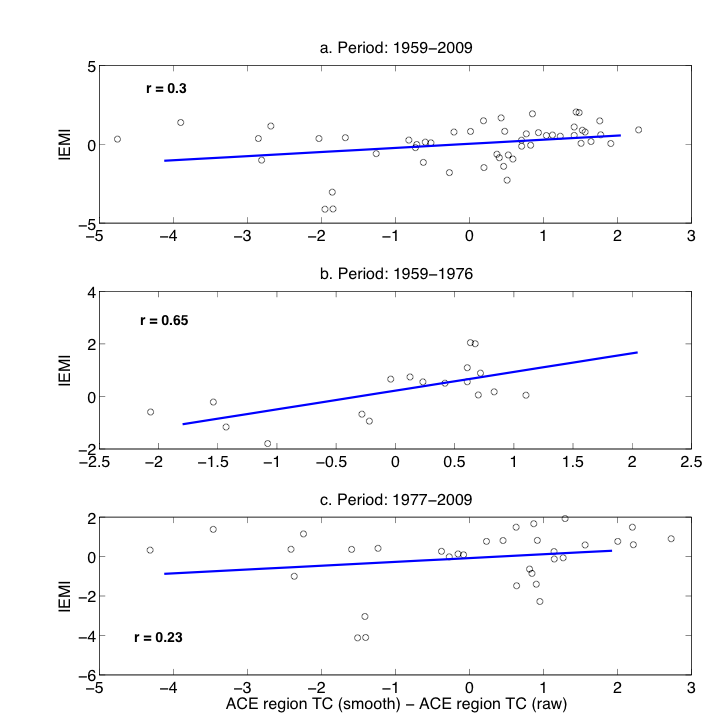 a. Period: 1959−2009
5
r = 0.3
IEMI
0
−5
−5 −4 −3 −2 −1 0 1 2 3
b. Period: 1959−1976
4
r = 0.65
2
IEMI
0
−2
−2.5 −2 −1.5 −1 −0.5 0 0.5 1 1.5 2 2.5
c. Period: 1977−2009
2
0
IEMI
−2
−4
r = 0.23
−6
−5 −4 −3 −2 −1 0 1 2 3
ACE region TC (smooth) − ACE region TC (raw)